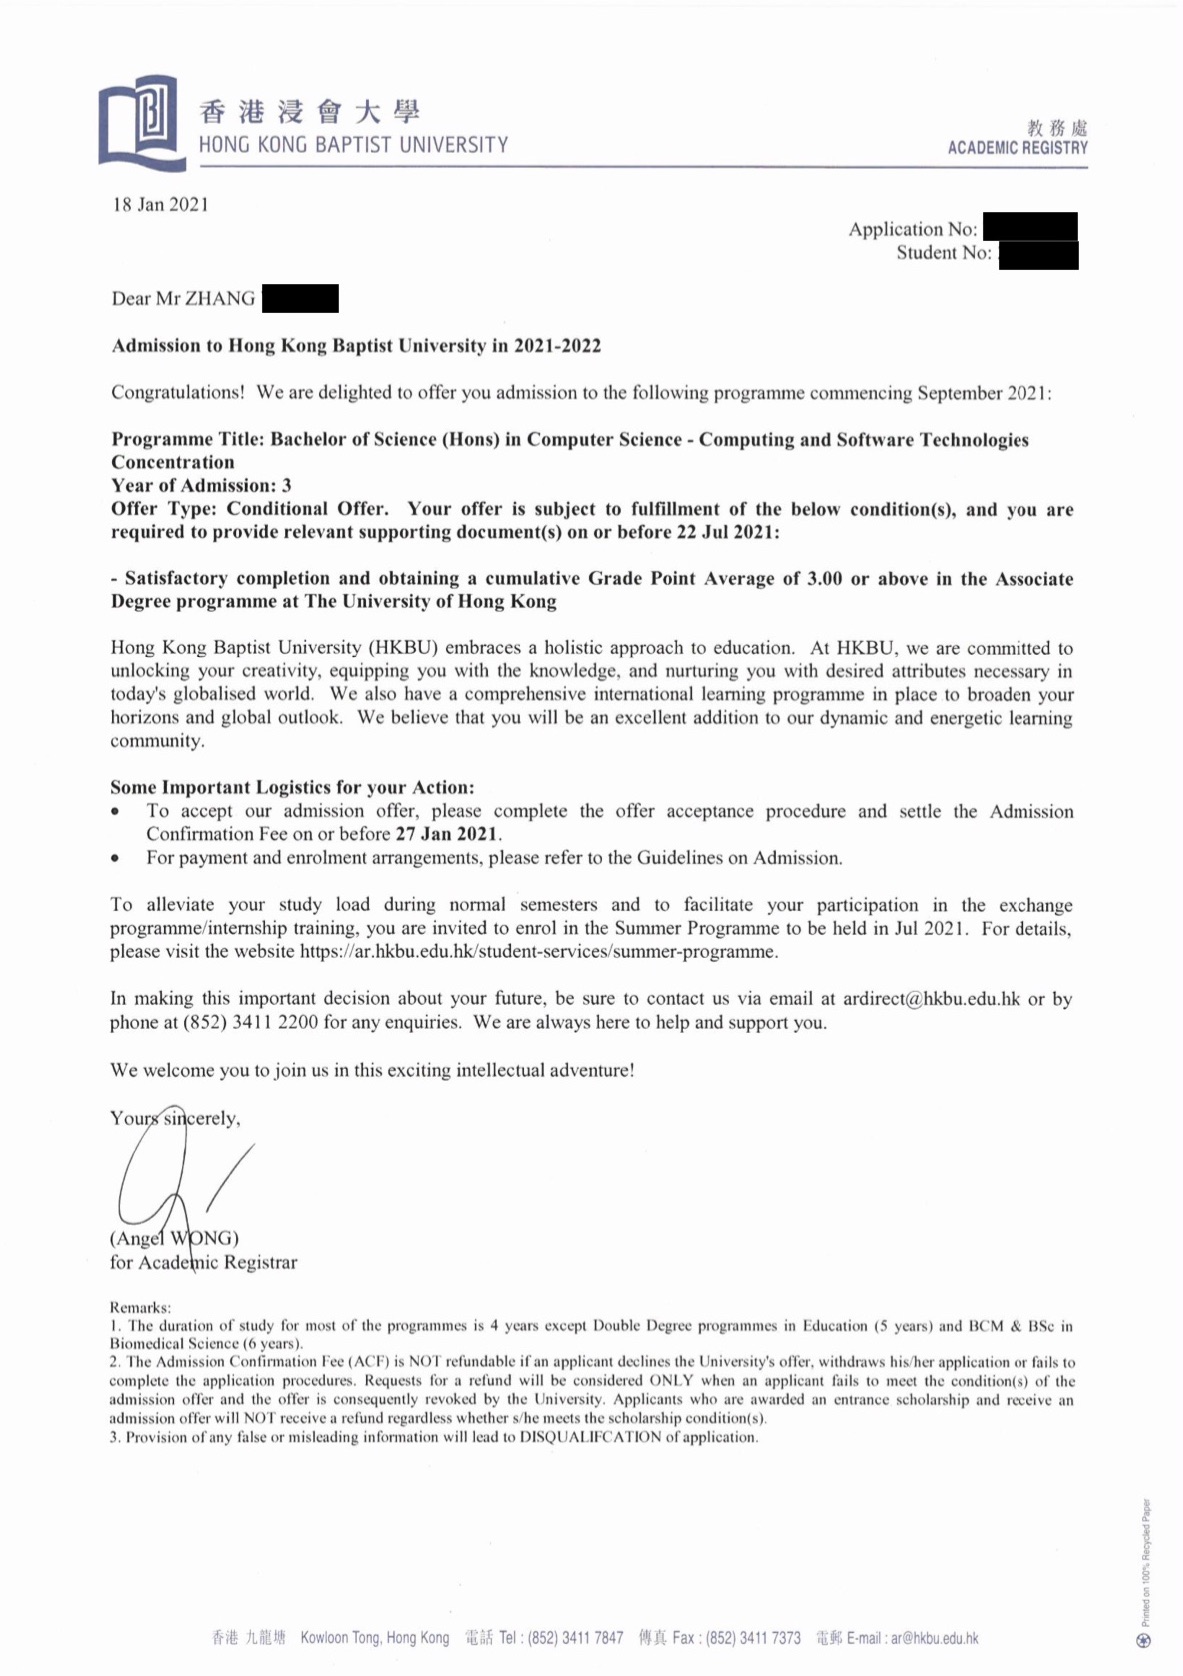 香港浸會大學
HONG KONG BAPTIST UNIVERSITY
教務處
ACADEMIC REGISTRY
18 Jan 2021
Application No:
Student No:
Dear Mr ZHANG
Admission to Hong Kong Baptist University in 2021-2022
Congratulations! We are delighted to offer you admission to the following programme commencing September 2021:
Programme Title: Bachelor of Science (Hons) in Computer Science - Computing and Software Technologies
Concentration
Year of Admission: 3
Offer Type: Conditional Offer. Your offer is subject to fulfillment of the below condition(s), and you are
required to provide relevant supporting document(s) on or before 22 Jul 2021:
- Satisfactory completion and obtaining a cumulative Grade Point Average of 3.00 or above in the Associate
Degree programme at The University of Hong Kong
Hong Kong Baptist University (HKBU) embraces a holistic approach to education. At HKBU, we are committed to
unlocking your creativity, equipping you with the knowledge, and nurturing you with desired attributes necessary in
today's globalised world. We also have a comprehensive international learning programme in place to broaden your
horizons and global outlook. We believe that you will be an excellent addition to our dynamic and energetic learning
community.
Some Important Logistics for your Action:
• To accept our admission offer, please complete the offer acceptance procedure and settle the Admission
Confirmation Fee on or before 27 Jan 2021.
• For payment and enrolment arrangements, please refer to the Guidelines on Admission.
To alleviate your study load during normal semesters and to facilitate your participation in the exchange
programme/internship training, you are invited to enrol in the Summer Programme to be held in Jul 2021. For details,
please visit the website https://ar.hkbu.edu.hk/student-services/summer-programme.
In making this important decision about your future, be sure to contact us via email at ardirect@hkbu.edu.hk or by
phone at (852) 3411 2200 for any enquiries. We are always here to help and support you.
We welcome you to join us in this exciting intellectual adventure!
Yours sincerely,
(Angel WONG)
for Academic Registrar
Remarks:
1. The duration of study for most of the programmes is 4 years except Double Degree programmes in Education (5 years) and BCM & BSc in
Biomedical Science (6 years).
2. The Admission Confirmation Fee (ACF) is NOT refundable if an applicant declines the University's offer, withdraws his/her application or fails to
complete the application procedures. Requests for a refund will be considered ONLY when an applicant fails to meet the condition(s) of the
admission offer and the offer is consequently revoked by the University. Applicants who are awarded an entrance scholarship and receive an
admission offer will NOT receive a refund regardless whether s/he meets the scholarship condition(s).
3. Provision of any false or misleading information will lead to DISQUALIFCATION of application.
Printed on 100% Recycled Paper
香港 九龍塘 Kowloon Tong, Hong Kong 電話 Tel : (852) 3411 7847 傳真 Fax : (852) 3411 7373 電郵 E-mail : ar@hkbu.edu.hk